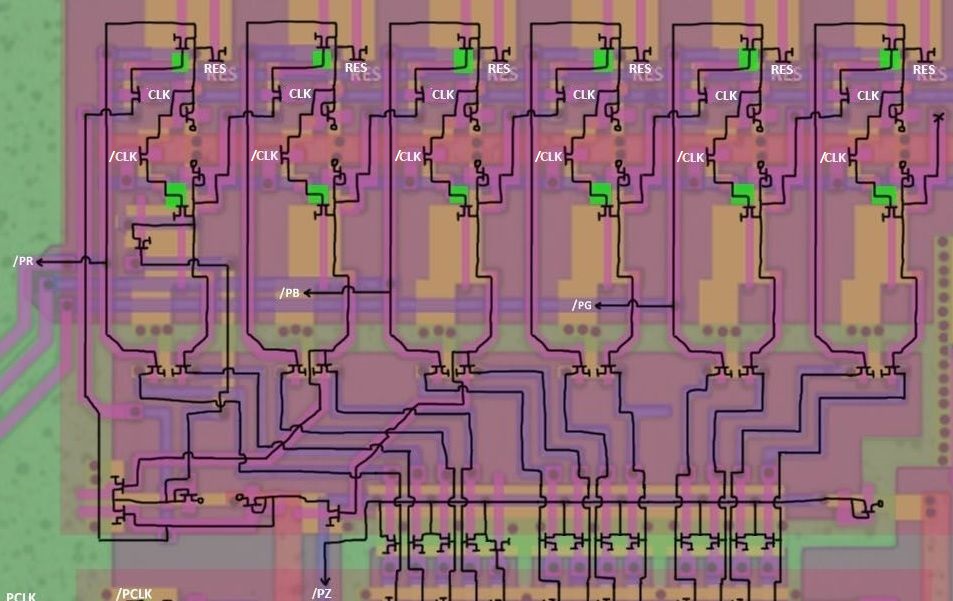 RES RES RES RES RES RES
CLK CLK CLK CLK CLK CLK
/CLK /CLK /CLK /CLK /CLK /CLK
/PR
/PB
/PG
PCLK /PCLK /PZ